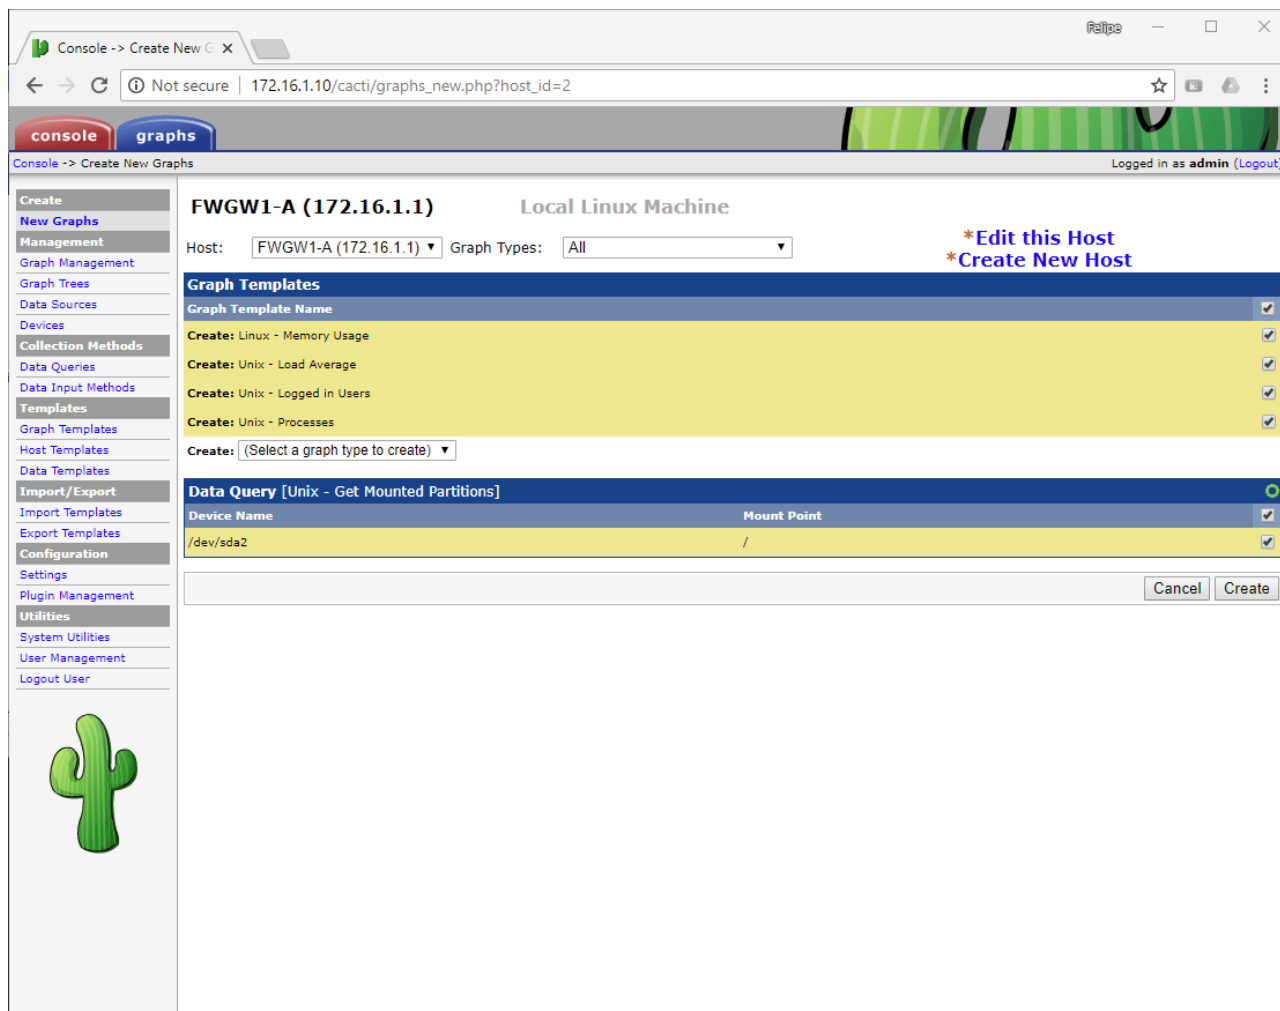 Felipe
Console -> Create New G
Not secure | 172.16.1.10/cacti/graphs_new.php?host_id=2
console graphs
Console -> Create New Graphs
Logged in as admin (Logout)
Create
New Graphs
Management
Graph Management
Graph Trees
Data Sources
Devices
Collection Methods
Data Queries
Data Input Methods
Templates
Graph Templates
Host Templates
Data Templates
Import/Export
Import Templates
Export Templates
Configuration
Settings
Plugin Management
Utilities
System Utilities
User Management
Logout User
FWGW1-A (172.16.1.1) Local Linux Machine
Host: FWGW1-A (172.16.1.1) Graph Types: All
*Edit this Host
*Create New Host
Graph Templates
Graph Template Name
Create: Linux - Memory Usage
Create: Unix - Load Average
Create: Unix - Logged in Users
Create: Unix - Processes
Create: (Select a graph type to create)
Data Query [Unix - Get Mounted Partitions]
Device Name Mount Point
/dev/sda2 /
Cancel Create